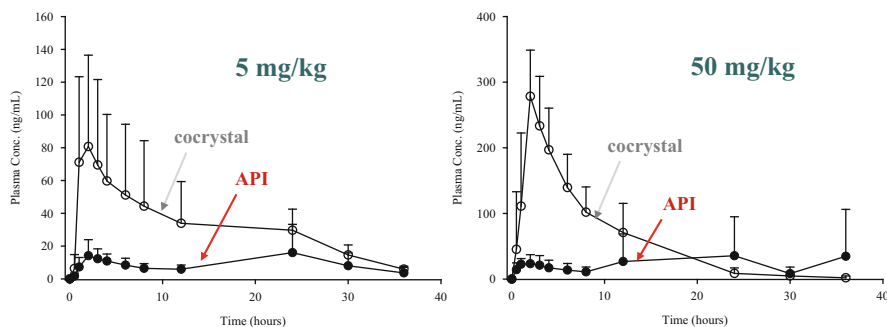 160
140
120
100
80
60
40
20
0
5 mg/kg
cocrystal
API
Plasma Conc. (ng/mL)
0
10
20
30
40
Time (hours)
400
300
200
100
0
50 mg/kg
cocrystal
API
Plasma Conc. (ng/mL)
0
10
20
30
40
Time (hours)